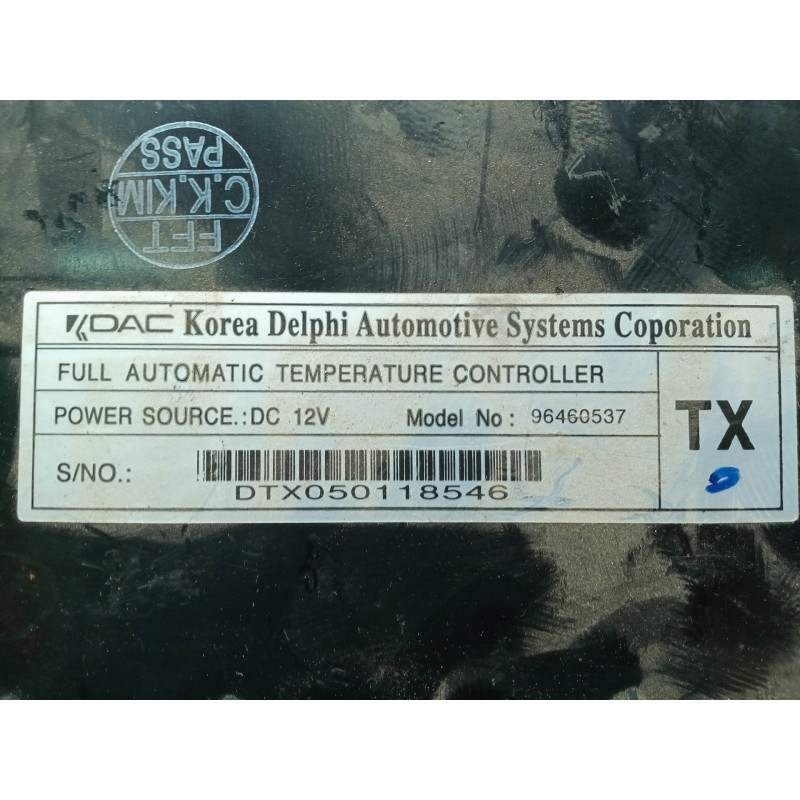 FFT
C.K.KIM
PASS
KDAC Korea Delphi Automotive Systems Coporation
FULL AUTOMATIC TEMPERATURE CONTROLLER
POWER SOURCE.:DC 12V Model No : 96460537
TX
S/NO.:
DTX050118546